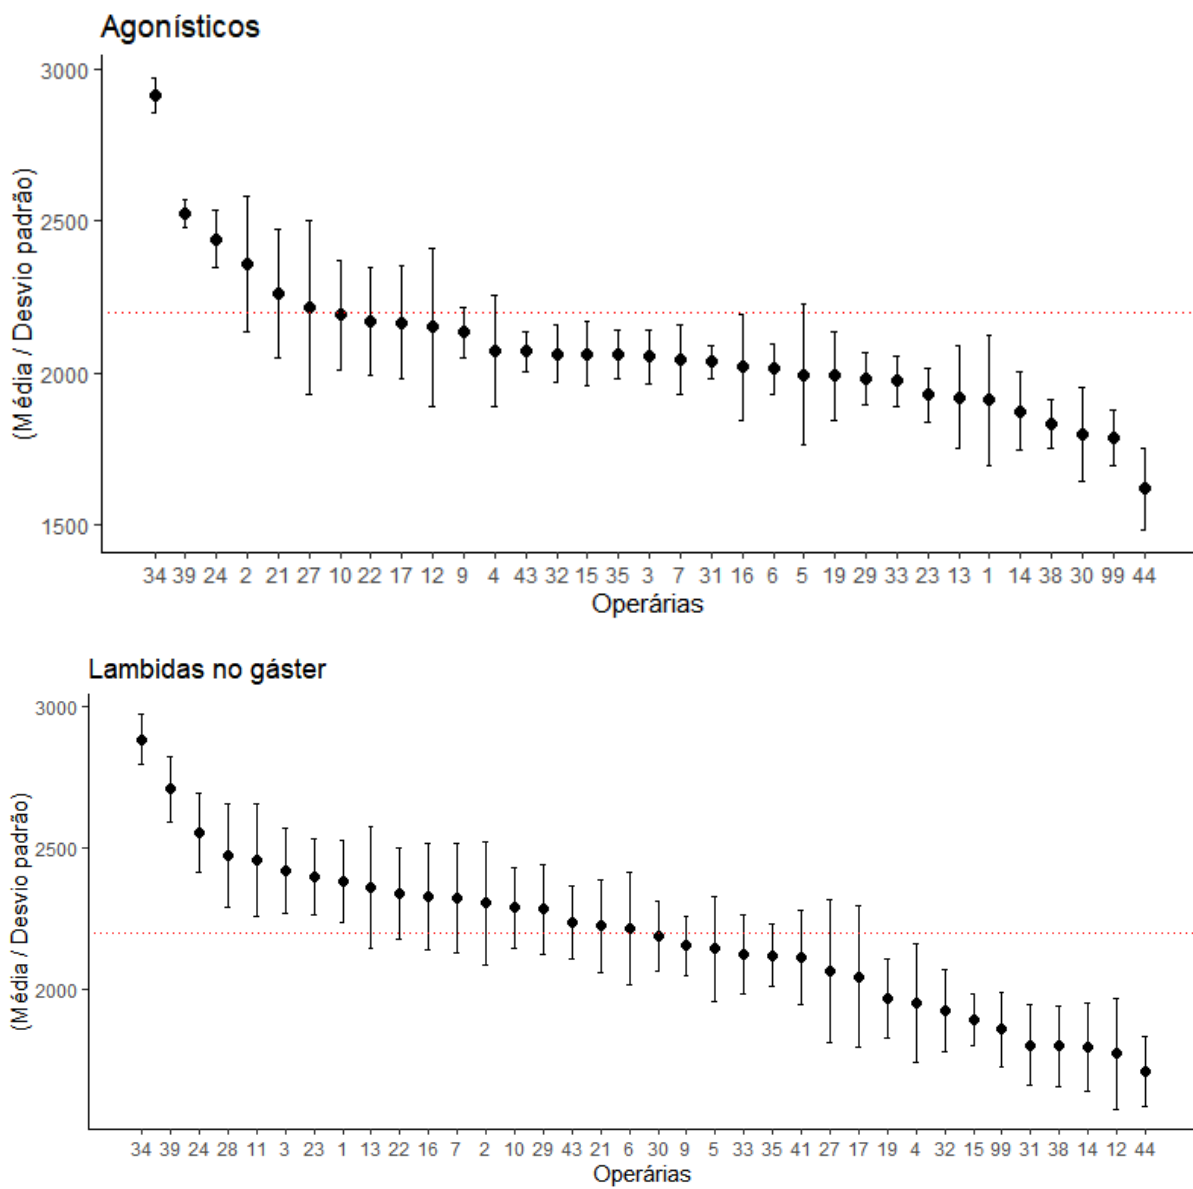 Agonísticos
3000
2500
2000
1500
(Média / Desvio padrão)
34 39 24 2 21 27 10 22 17 12 9 4 43 32 15 35 3 7 31 16 6 5 19 29 33 23 13 1 14 38 30 99 44
Operárias
Lambidas no gáster
3000
2500
2000
(Média / Desvio padrão)
34 39 24 28 11 3 23 1 13 22 16 7 2 10 29 43 21 6 30 9 5 33 35 41 27 17 19 4 32 15 99 31 38 14 12 44
Operárias